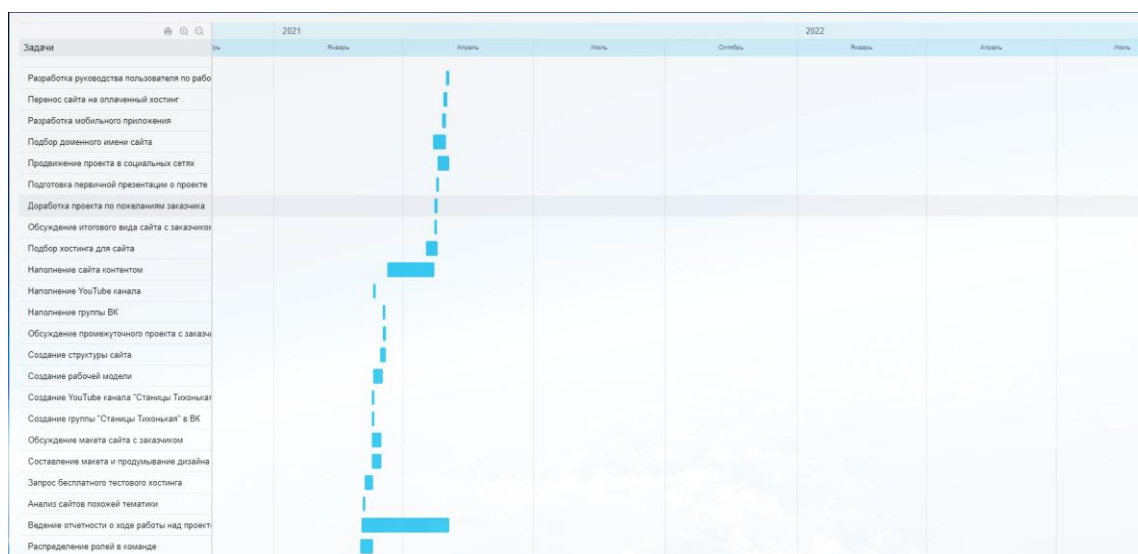 2021
2022
Задачи
рь
Январь
Апрель
Июль
Октябрь
Январь
Апрель
Июль
Разработка руководства пользователя по рабо
Перенос сайта на оплаченный хостинг
Разработка мобильного приложения
Подбор доменного имени сайта
Продвижение проекта в социальных сетях
Подготовка первичной презентации о проекте
Доработка проекта по пожеланиям заказчика
Обсуждение итогового вида сайта с заказчиком
Подбор хостинга для сайта
Наполнение сайта контентом
Наполнение YouTube канала
Наполнение группы ВК
Обсуждение промежуточного проекта с заказчи
Создание структуры сайта
Создание рабочей модели
Создание YouTube канала "Станицы Тихонькая
Создание группы "Станицы Тихонькая" в ВК
Обсуждение макета сайта с заказчиком
Составление макета и продумывание дизайна
Запрос бесплатного тестового хостинга
Анализ сайтов похожей тематики
Ведение отчетности о ходе работы над проект
Распределение ролей в команде